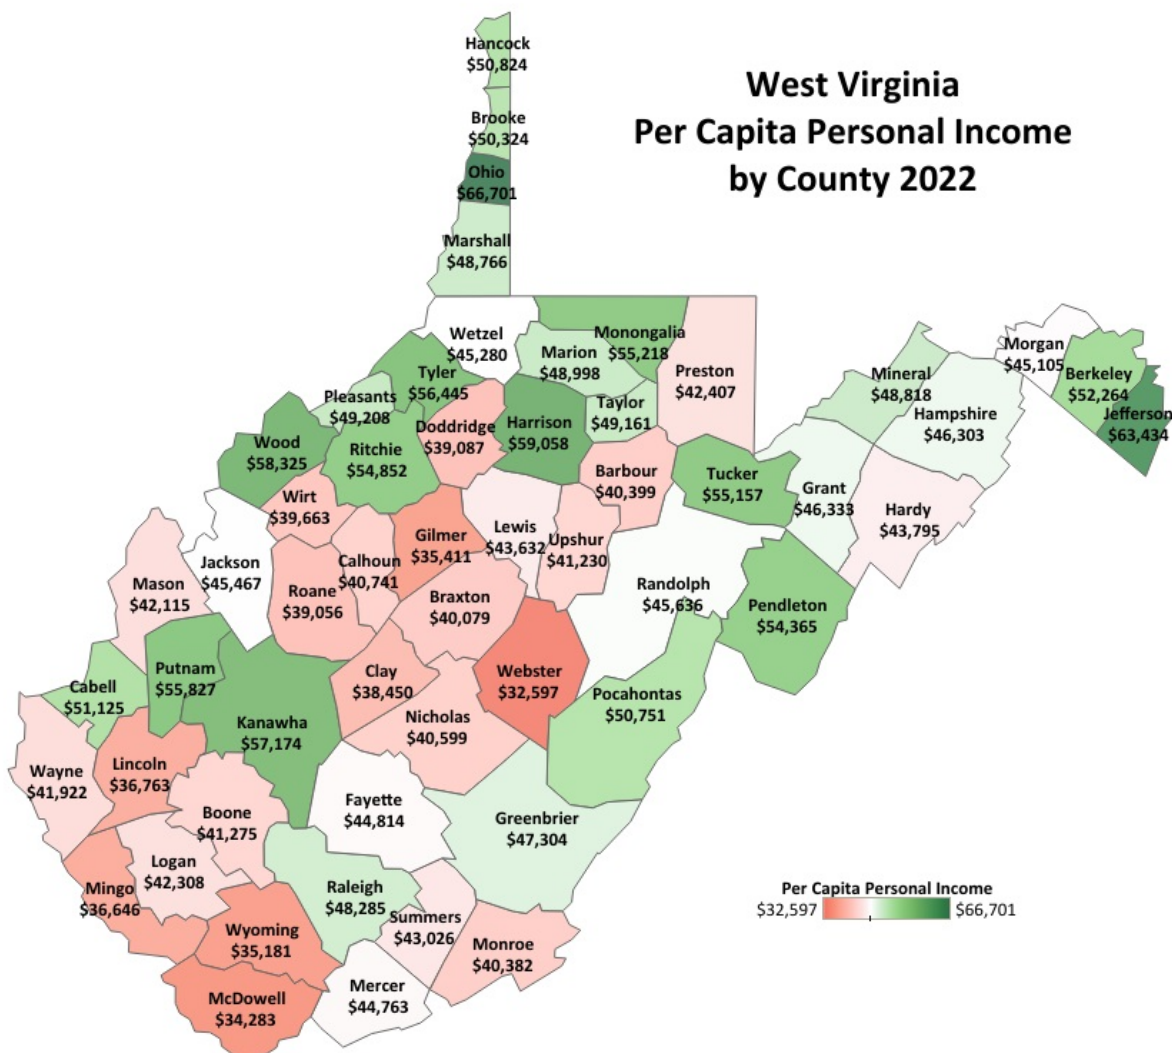 West Virginia
Per Capita Personal Income
by County 2022
Hancock
$50,824
Brooke
$50,324
Ohio
$66,701
Marshall
$48,766
Wetzel
$45,280
Monongalia
$55,218
Marion
$48,998
Preston
$42,407
Morgan
$45,105
Berkeley
$52,264
Jefferson
$63,434
Mineral
$48,818
Hampshire
$46,303
Tyler
$56,445
Pleasants
$49,208
Doddridge
$39,087
Harrison
$59,058
Taylor
$49,161
Wood
$58,325
Ritchie
$54,852
Barbour
$40,399
Tucker
$55,157
Grant
$46,333
Hardy
$43,795
Wirt
$39,663
Gilmer
$35,411
Lewis
$43,632
Upshur
$41,230
Jackson
$45,467
Calhoun
$40,741
Mason
$42,115
Roane
$39,056
Braxton
$40,079
Randolph
$45,636
Pendleton
$54,365
Putnam
$55,827
Clay
$38,450
Webster
$32,597
Cabell
$51,125
Pocahontas
$50,751
Kanawha
$57,174
Nicholas
$40,599
Wayne
$41,922
Lincoln
$36,763
Fayette
$44,814
Boone
$41,275
Greenbrier
$47,304
Logan
$42,308
Mingo
$36,646
Raleigh
$48,285
Summers
$43,026
Wyoming
$35,181
Monroe
$40,382
McDowell
$34,283
Mercer
$44,763
Per Capita Personal Income
$32,597 $66,701